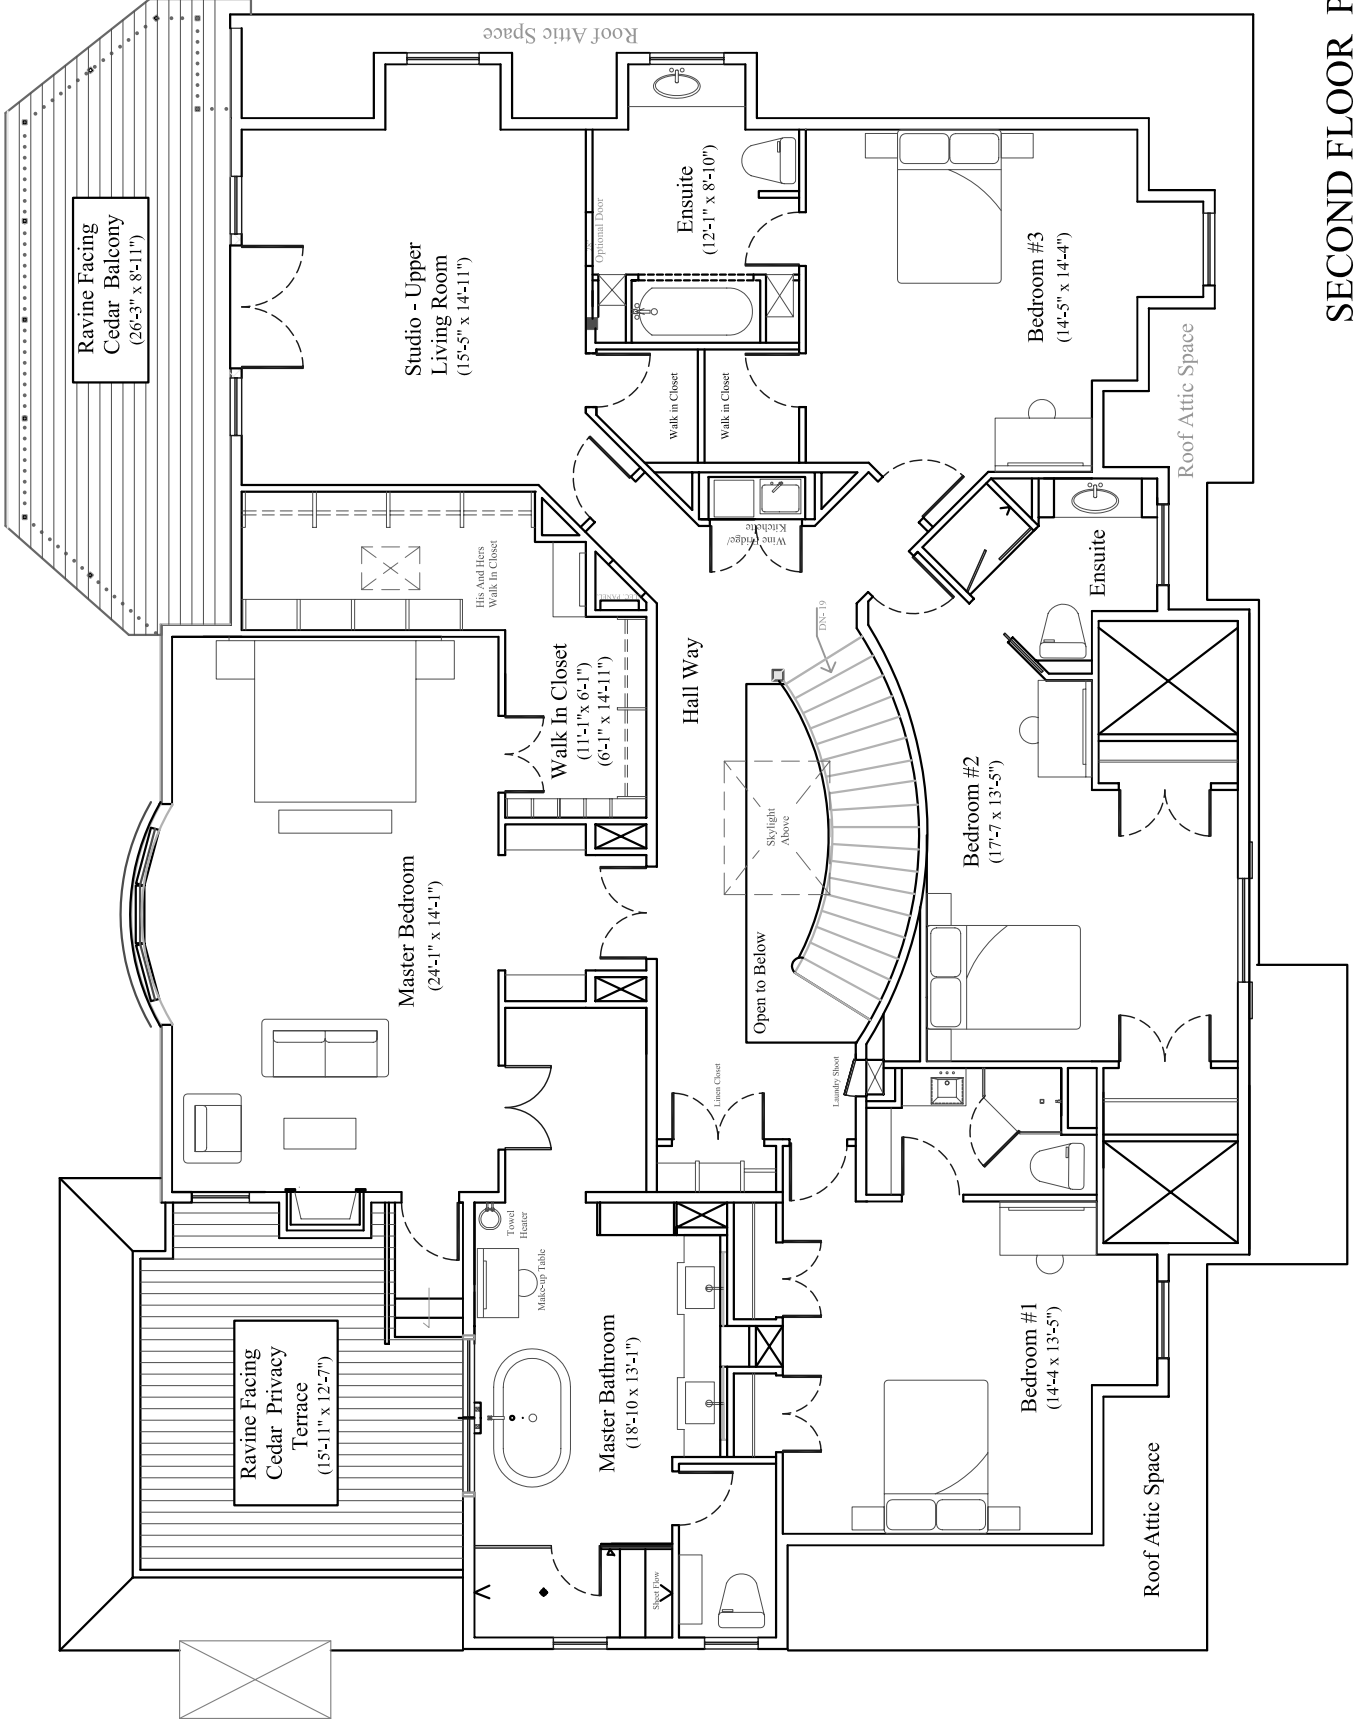 Ravine Facing
Cedar Balcony
(26'-3" x 8'-11")
Roof Attic Space
Studio - Upper
Living Room
(15'-5" x 14'-11")
Optional Door
Ensuite
(12'-1" x 8'-10")
Walk in Closet
Walk in Closet
Bedroom #3
(14'-5" x 14'-4")
Roof Attic Space
His And Hers
Walk In Closet
Wine Fridge/
Kitchette
Walk In Closet
(11'-1"x 6'-1")
(6'-1" x 14'-11")
Hall Way
DN- 19
Ensuite
Master Bedroom
(24'-1" x 14'-1")
Skylight
Above
Open to Below
Bedroom #2
(17'-7 x 13'-5")
Linen Closet
Laundry Shoot
Ravine Facing
Cedar Privacy
Terrace
(15'-11" x 12'-7")
Towel
Heater
Make-up Table
Master Bathroom
(18'-10 x 13'-1")
Sheet Flow
Bedroom #1
(14'-4 x 13'-5")
Roof Attic Space
SECOND FLOOR